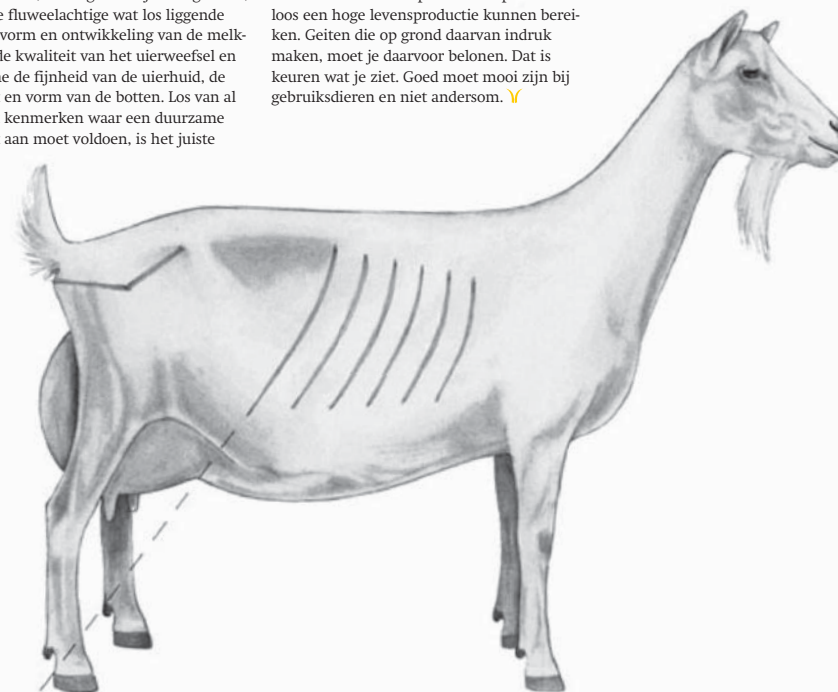 fluweelachtige wat los liggende
vorm en ontwikkeling van de melk-
de kwaliteit van het uierweefsel en
de fijnheid van de uierhuid, de
en vorm van de botten. Los van al
kenmerken waar een duurzame
aan moet voldoen, is het juiste
loos een hoge levensproductie kunnen berei-
ken. Geiten die op grond daarvan indruk
maken, moet je daarvoor belonen. Dat is
keuren wat je ziet. Goed moet mooi zijn bij
gebruiksdieren en niet andersom.